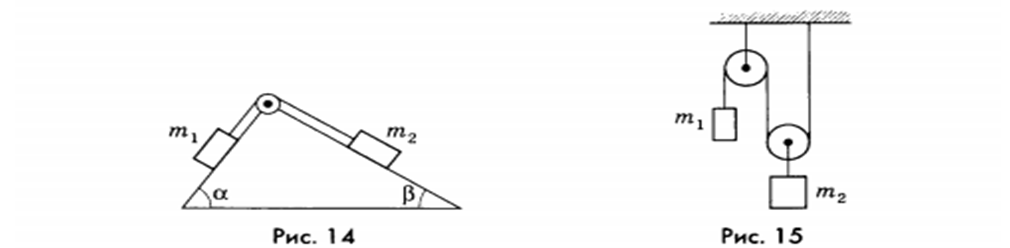 m₁
m₂
α
β
Рис. 14
m₁
m₂
Рис. 15